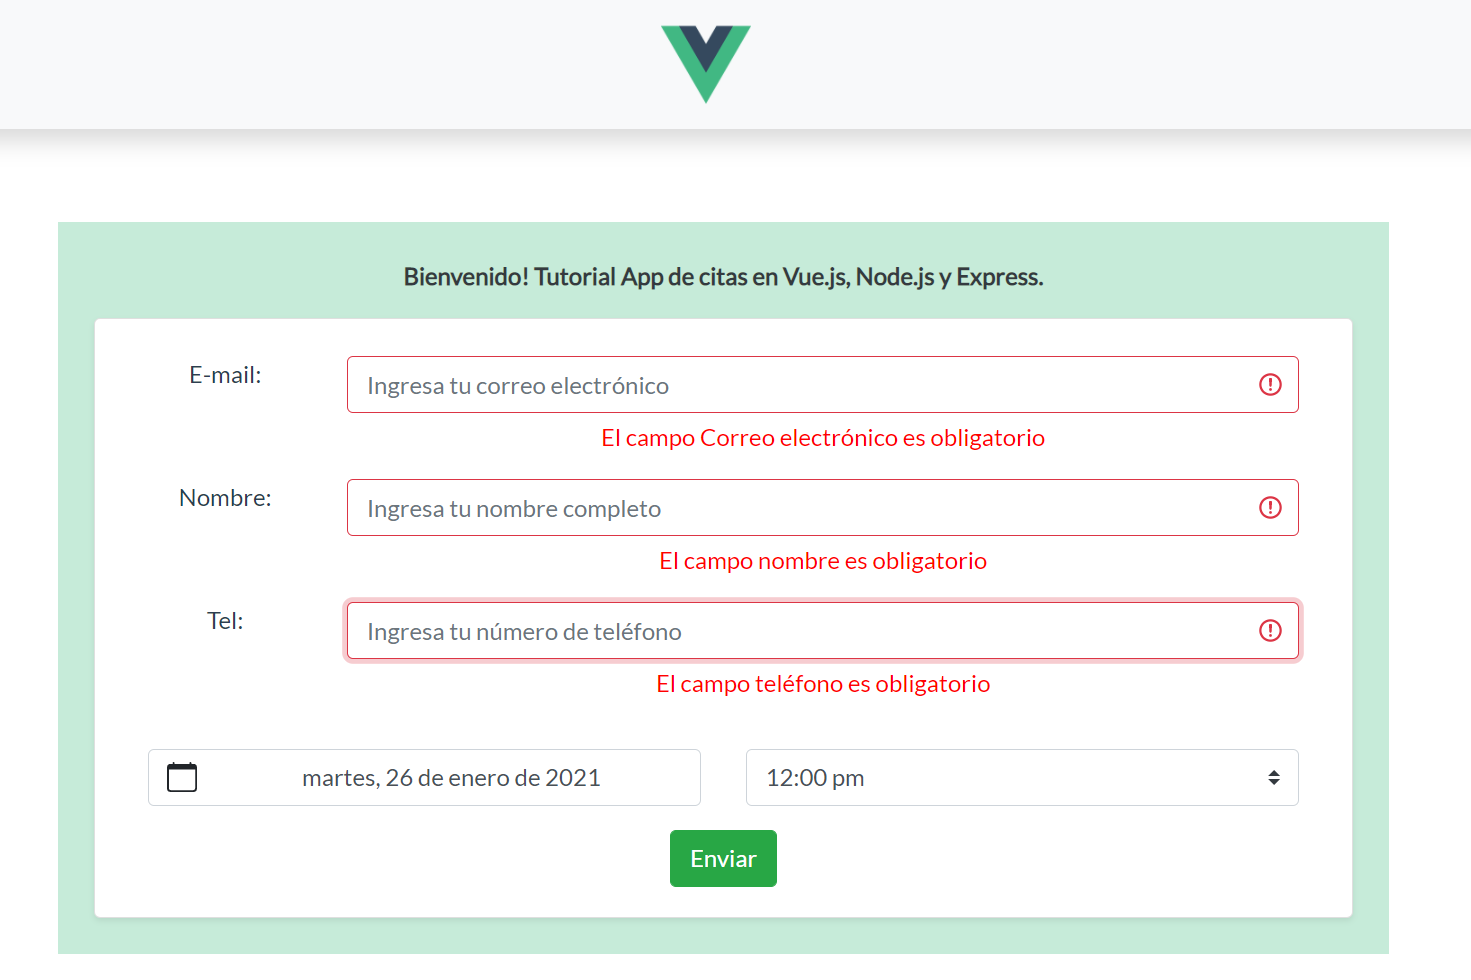 Bienvenido! Tutorial App de citas en Vue.js, Node.js y Express.
E-mail:
Ingresa tu correo electrónico
El campo Correo electrónico es obligatorio
Nombre:
Ingresa tu nombre completo
El campo nombre es obligatorio
Tel:
Ingresa tu número de teléfono
El campo teléfono es obligatorio
martes, 26 de enero de 2021
12:00 pm
Enviar